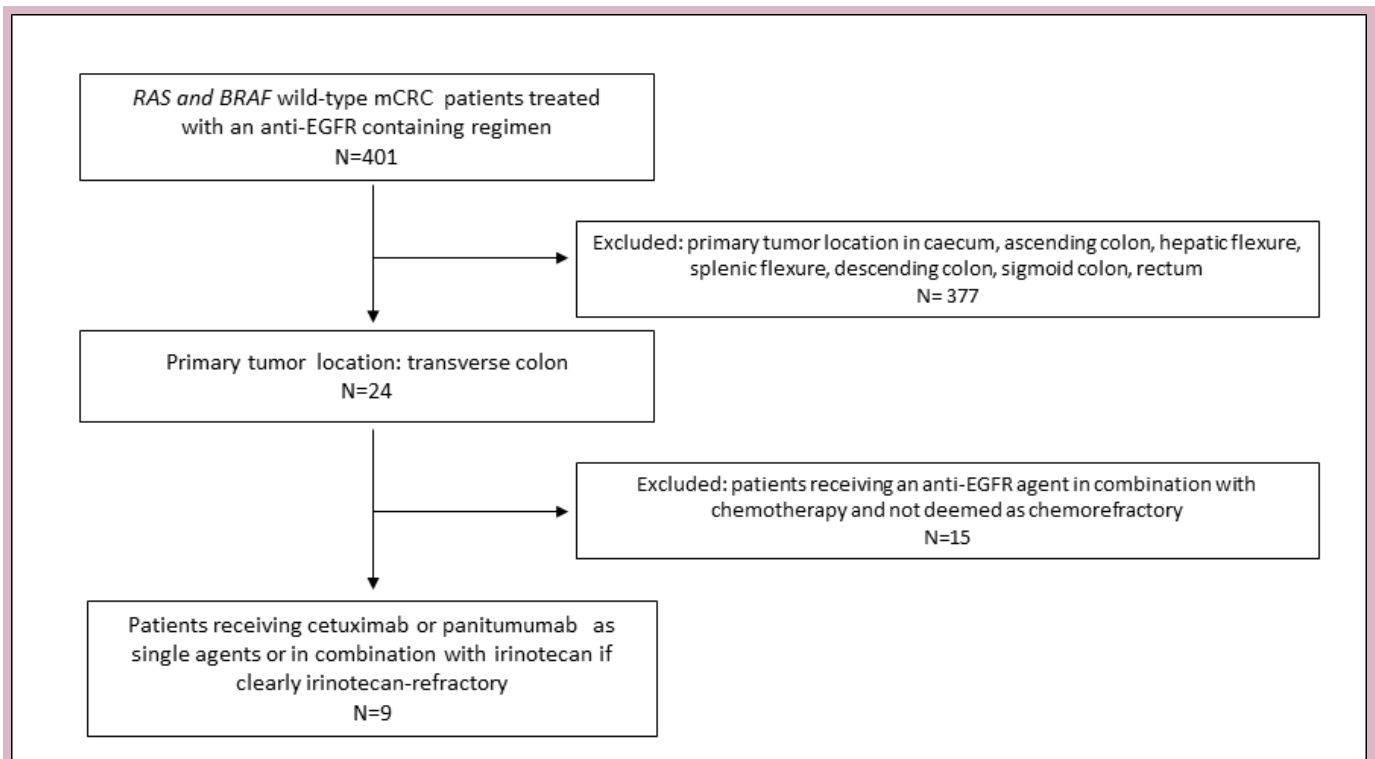 RAS and BRAF wild-type mCRC patients treated
with an anti-EGFR containing regimen
N=401
Excluded: primary tumor location in caecum, ascending colon, hepatic flexure,
splenic flexure, descending colon, sigmoid colon, rectum
N= 377
Primary tumor location: transverse colon
N=24
Excluded: patients receiving an anti-EGFR agent in combination with
chemotherapy and not deemed as chemorefractory
N=15
Patients receiving cetuximab or panitumumab as
single agents or in combination with irinotecan if
clearly irinotecan-refractory
N=9